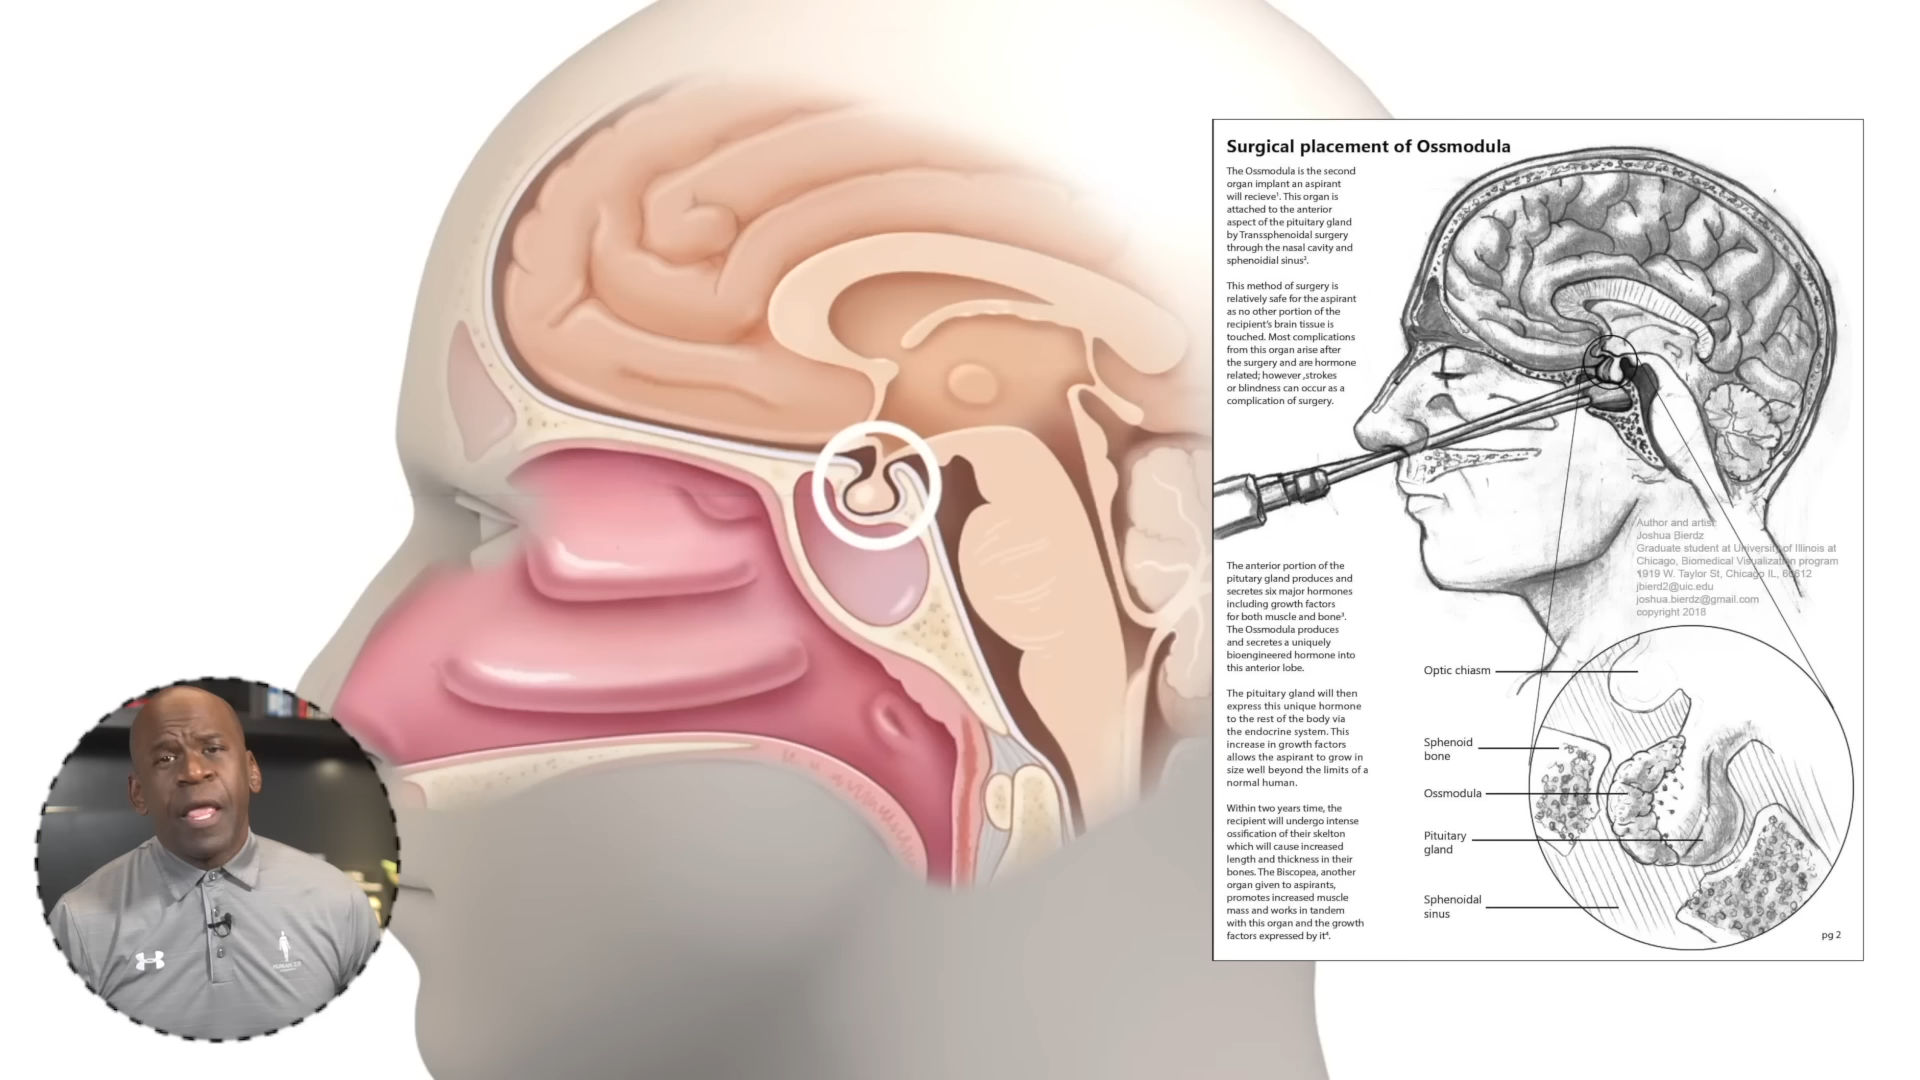 Surgical placement of Ossmodula
The Ossmodula is the second
organ implant an aspirant
will recieve¹. This organ is
attached to the anterior
aspect of the pituitary gland
by Transsphenoidal surgery
through the nasal cavity and
sphenoidial sinus².
This method of surgery is
relatively safe for the aspirant
as no other portion of the
recipient's brain tissue is
touched. Most complications
from this organ arise after
the surgery and are hormone
related; however ,strokes
or blindness can occur as a
complication of surgery.
The anterior portion of the
pitutary gland produces and
secretes six major hormones
including growth factors
for both muscle and bone³.
The Ossmodula produces
and secretes a uniquely
bioengineered hormone into
this anterior lobe.
The pituitary gland will then
express this unique hormone
to the rest of the body via
the endocrine system. This
increase in growth factors
allows the aspirant to grow in
size well beyond the limits of a
normal human.
Within two years time, the
recipient will undergo intense
ossification of their skelton
which will cause increased
length and thickness in their
bones. The Biscopea, another
organ given to aspirants,
promotes increased muscle
mass and works in tandem
with this organ and the growth
factors expressed by it⁴.
Author and artist:
Joshua Bierdz
Graduate student at University of Illinois at
Chicago, Biomedical Visualization program
1919 W. Taylor St, Chicago IL, 60612
jbierd2@uic.edu
joshua.bierdz@gmail.com
copyright 2018
Optic chiasm
Sphenoid
bone
Ossmodula
Pituitary
gland
Sphenoidal
sinus
pg 2